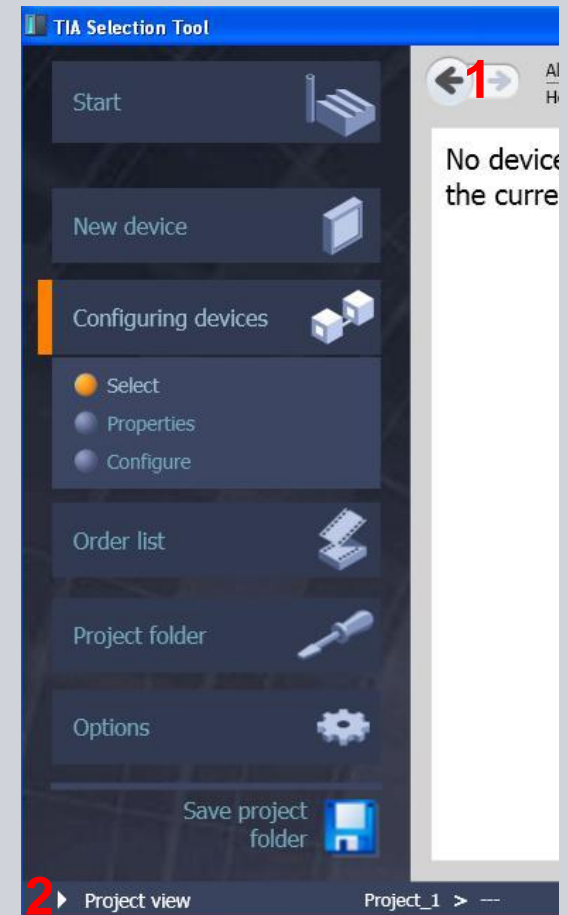 TIA Selection Tool
Start
1
No device
the curre
New device
Configuring devices
Select
Properties
Configure
Order list
Project folder
Options
Save project
folder
2
Project view
Project_1 > ---